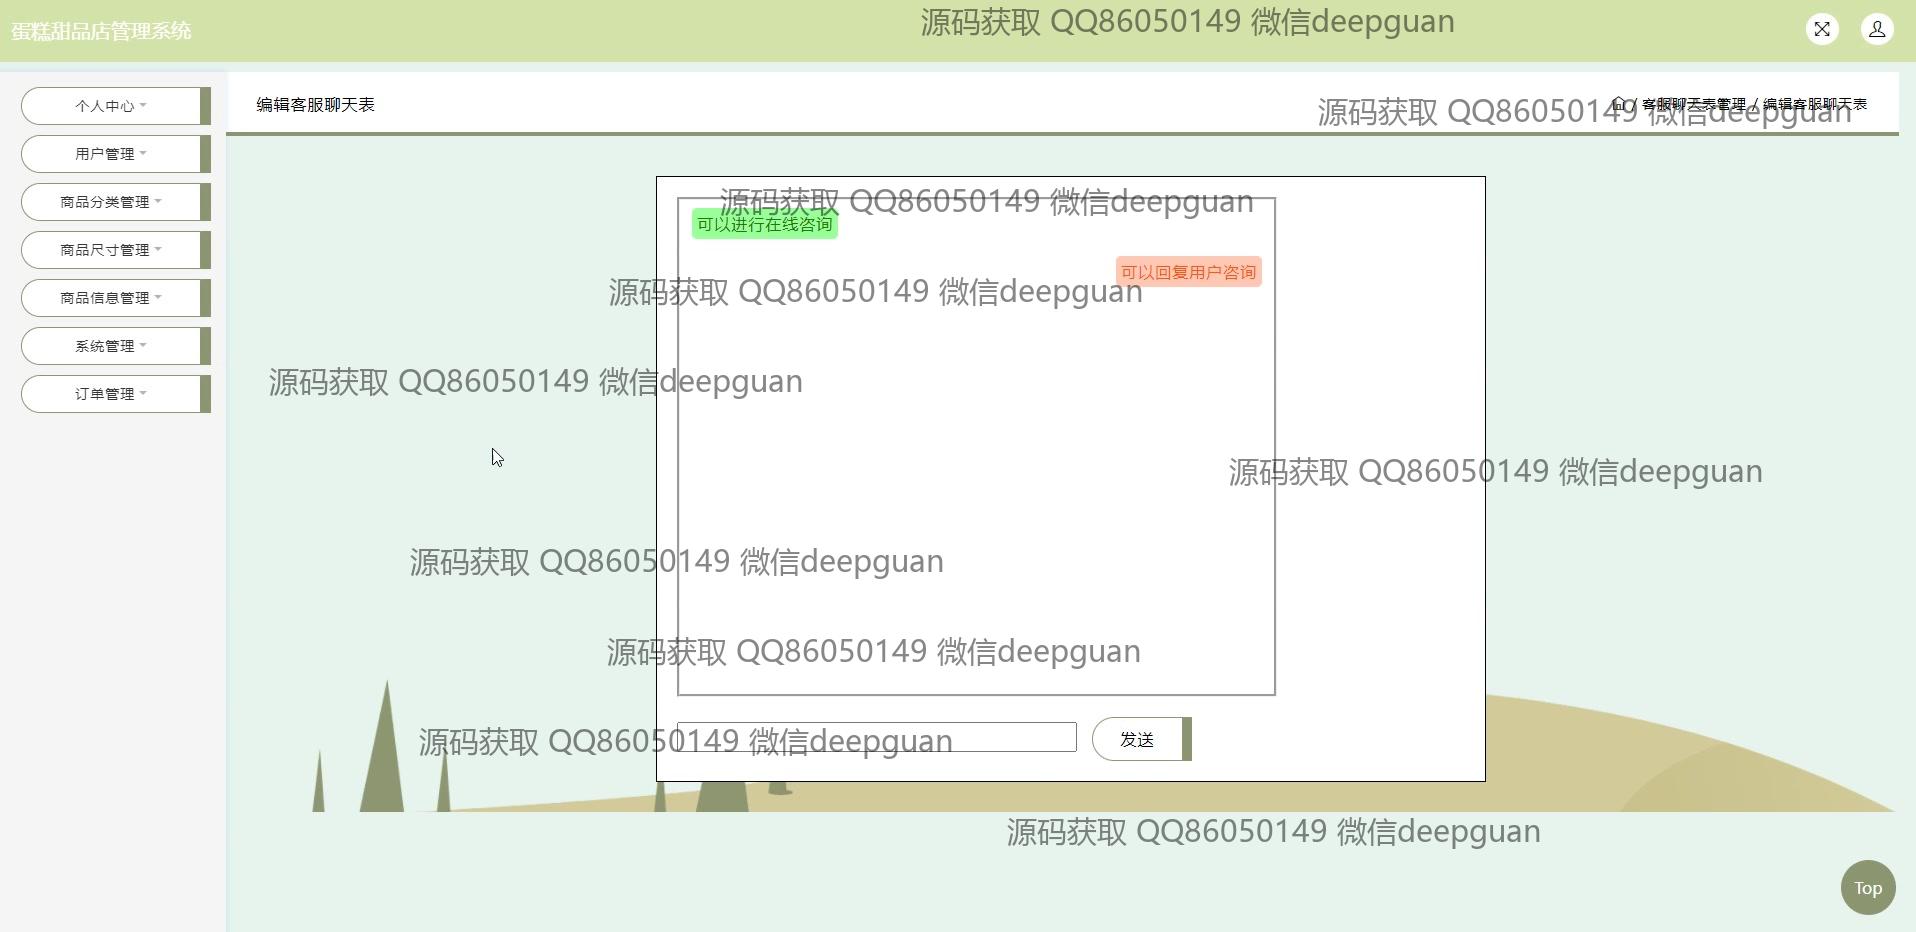 蛋糕甜品店管理系统
源码获取 QQ86050149 微信deepguan
个人中心
用户管理
商品分类管理
商品尺寸管理
商品信息管理
系统管理
订单管理
编辑客服聊天表
/ 客服聊天表管理 / 编辑客服聊天表
源码获取 QQ86050149 微信deepguan
源码获取 QQ86050149 微信deepguan
可以进行在线咨询
可以回复用户咨询
源码获取 QQ86050149 微信deepguan
源码获取 QQ86050149 微信deepguan
源码获取 QQ86050149 微信deepguan
源码获取 QQ86050149 微信deepguan
源码获取 QQ86050149 微信deepguan
源码获取 QQ86050149 微信deepguan
发送
源码获取 QQ86050149 微信deepguan
Top